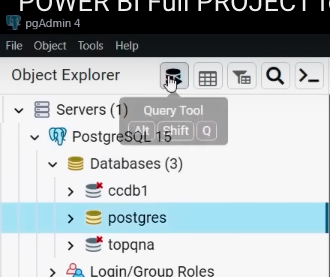 POWER BI Full PROJECT f
pgAdmin 4
File Object Tools Help
Object Explorer
Query Tool
Alt Shift Q
Servers (1)
PostgreSQL 15
Databases (3)
ccdb1
postgres
topqna
Login/Group Roles